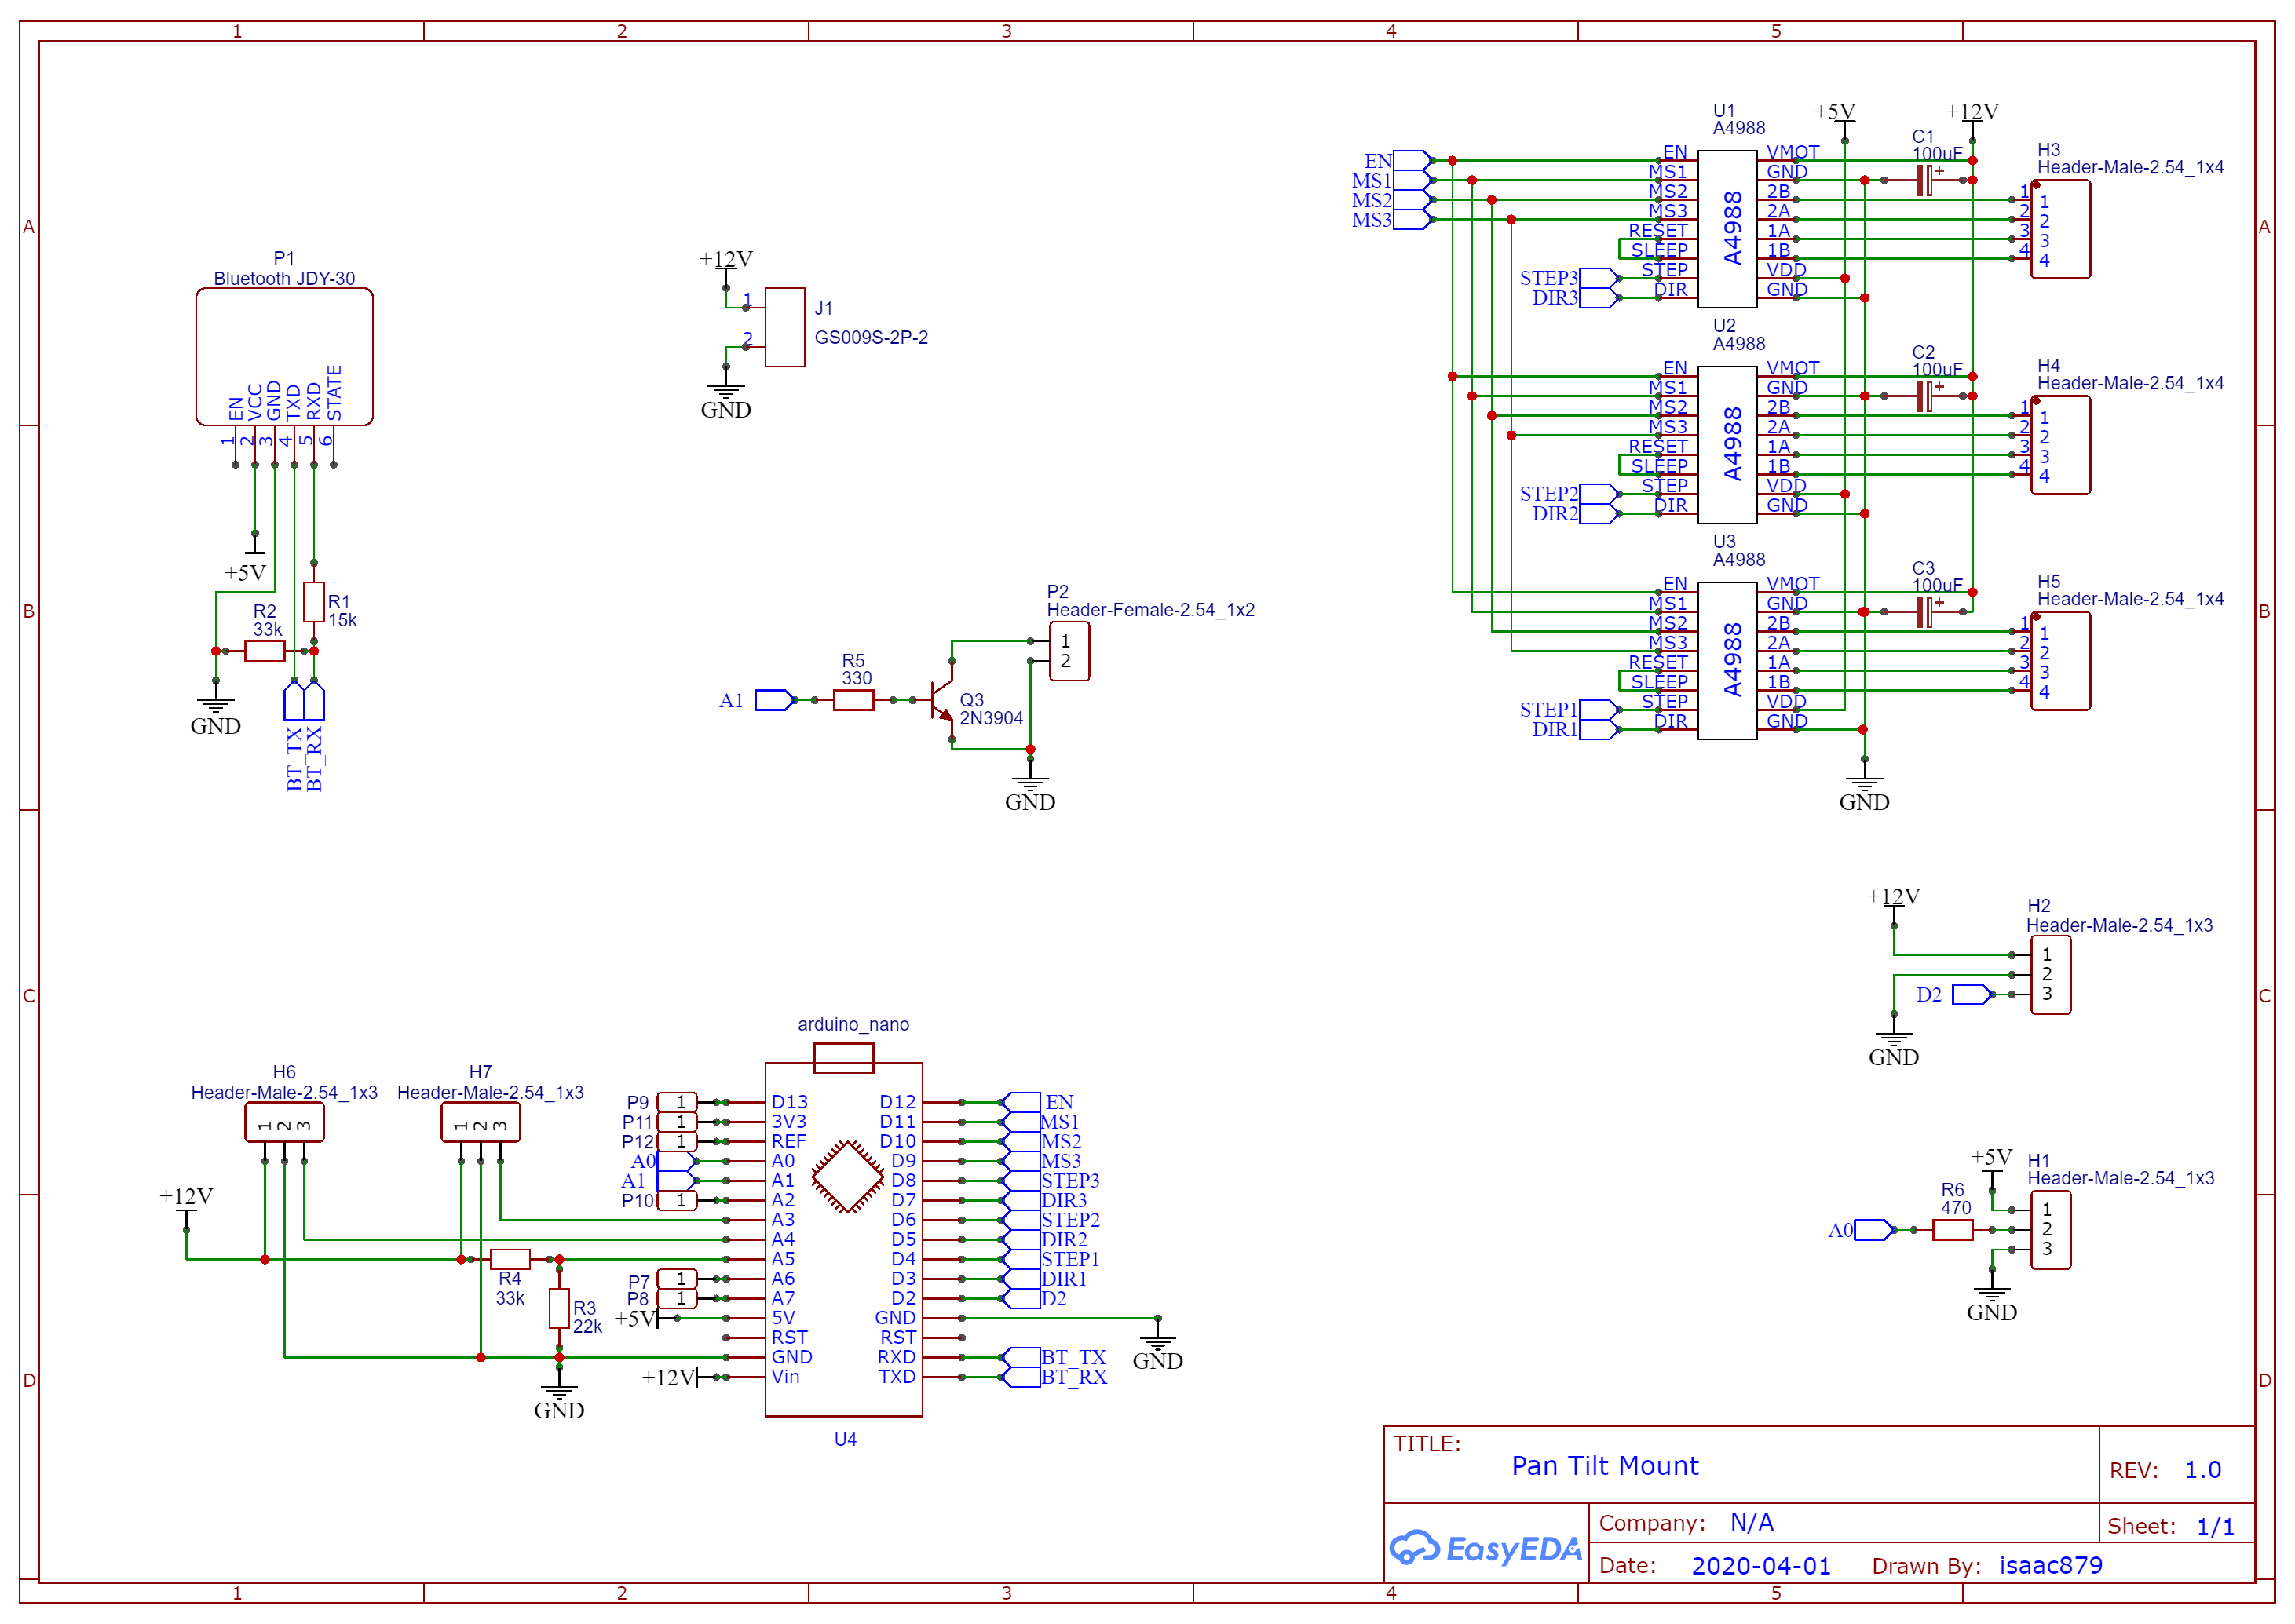 1 2 3 4 5
A A
B B
C C
D D
1 2 3 4 5
P1
Bluetooth JDY-30
EN VCC GND TXD RXD STATE
1 2 3 4 5 6
+5V
R1
15k
R2
33k
GND
BT_TX
BT_RX
+12V
1
2
J1
GS009S-2P-2
GND
A1
R5
330
Q3
2N3904
P2
Header-Female-2.54_1x2
1
2
GND
+5V
+12V
U1
A4988
EN
MS1
MS2
MS3
STEP3
DIR3
EN VMOT
MS1 GND
MS2 2B
MS3 2A
RESET 1A
SLEEP 1B
STEP VDD
DIR GND
A4988
C1
100uF
H3
Header-Male-2.54_1x4
1 1
2 2
3 3
4 4
U2
A4988
STEP2
DIR2
EN VMOT
MS1 GND
MS2 2B
MS3 2A
RESET 1A
SLEEP 1B
STEP VDD
DIR GND
A4988
C2
100uF
H4
Header-Male-2.54_1x4
1 1
2 2
3 3
4 4
U3
A4988
STEP1
DIR1
EN VMOT
MS1 GND
MS2 2B
MS3 2A
RESET 1A
SLEEP 1B
STEP VDD
DIR GND
A4988
C3
100uF
H5
Header-Male-2.54_1x4
1 1
2 2
3 3
4 4
GND
+12V
H2
Header-Male-2.54_1x3
1
2
3
D2
GND
+5V
H1
Header-Male-2.54_1x3
R6
470
A0
1
2
3
GND
H6
Header-Male-2.54_1x3
1 2 3
H7
Header-Male-2.54_1x3
1 2 3
+12V
R4
33k
R3
22k
GND
arduino_nano
P9 1 D13 D12 EN
P11 1 3V3 D11 MS1
P12 1 REF D10 MS2
A0 A0 D9 MS3
A1 A1 D8 STEP3
P10 1 A2 D7 DIR3
A3 D6 STEP2
A4 D5 DIR2
A5 D4 STEP1
P7 1 A6 D3 DIR1
P8 1 A7 D2 D2
+5V 5V GND
RST RST
GND RXD BT_TX
+12V Vin TXD BT_RX
GND
U4
TITLE:
Pan Tilt Mount
REV: 1.0
EasyEDA
Company: N/A
Sheet: 1/1
Date: 2020-04-01 Drawn By: isaac879